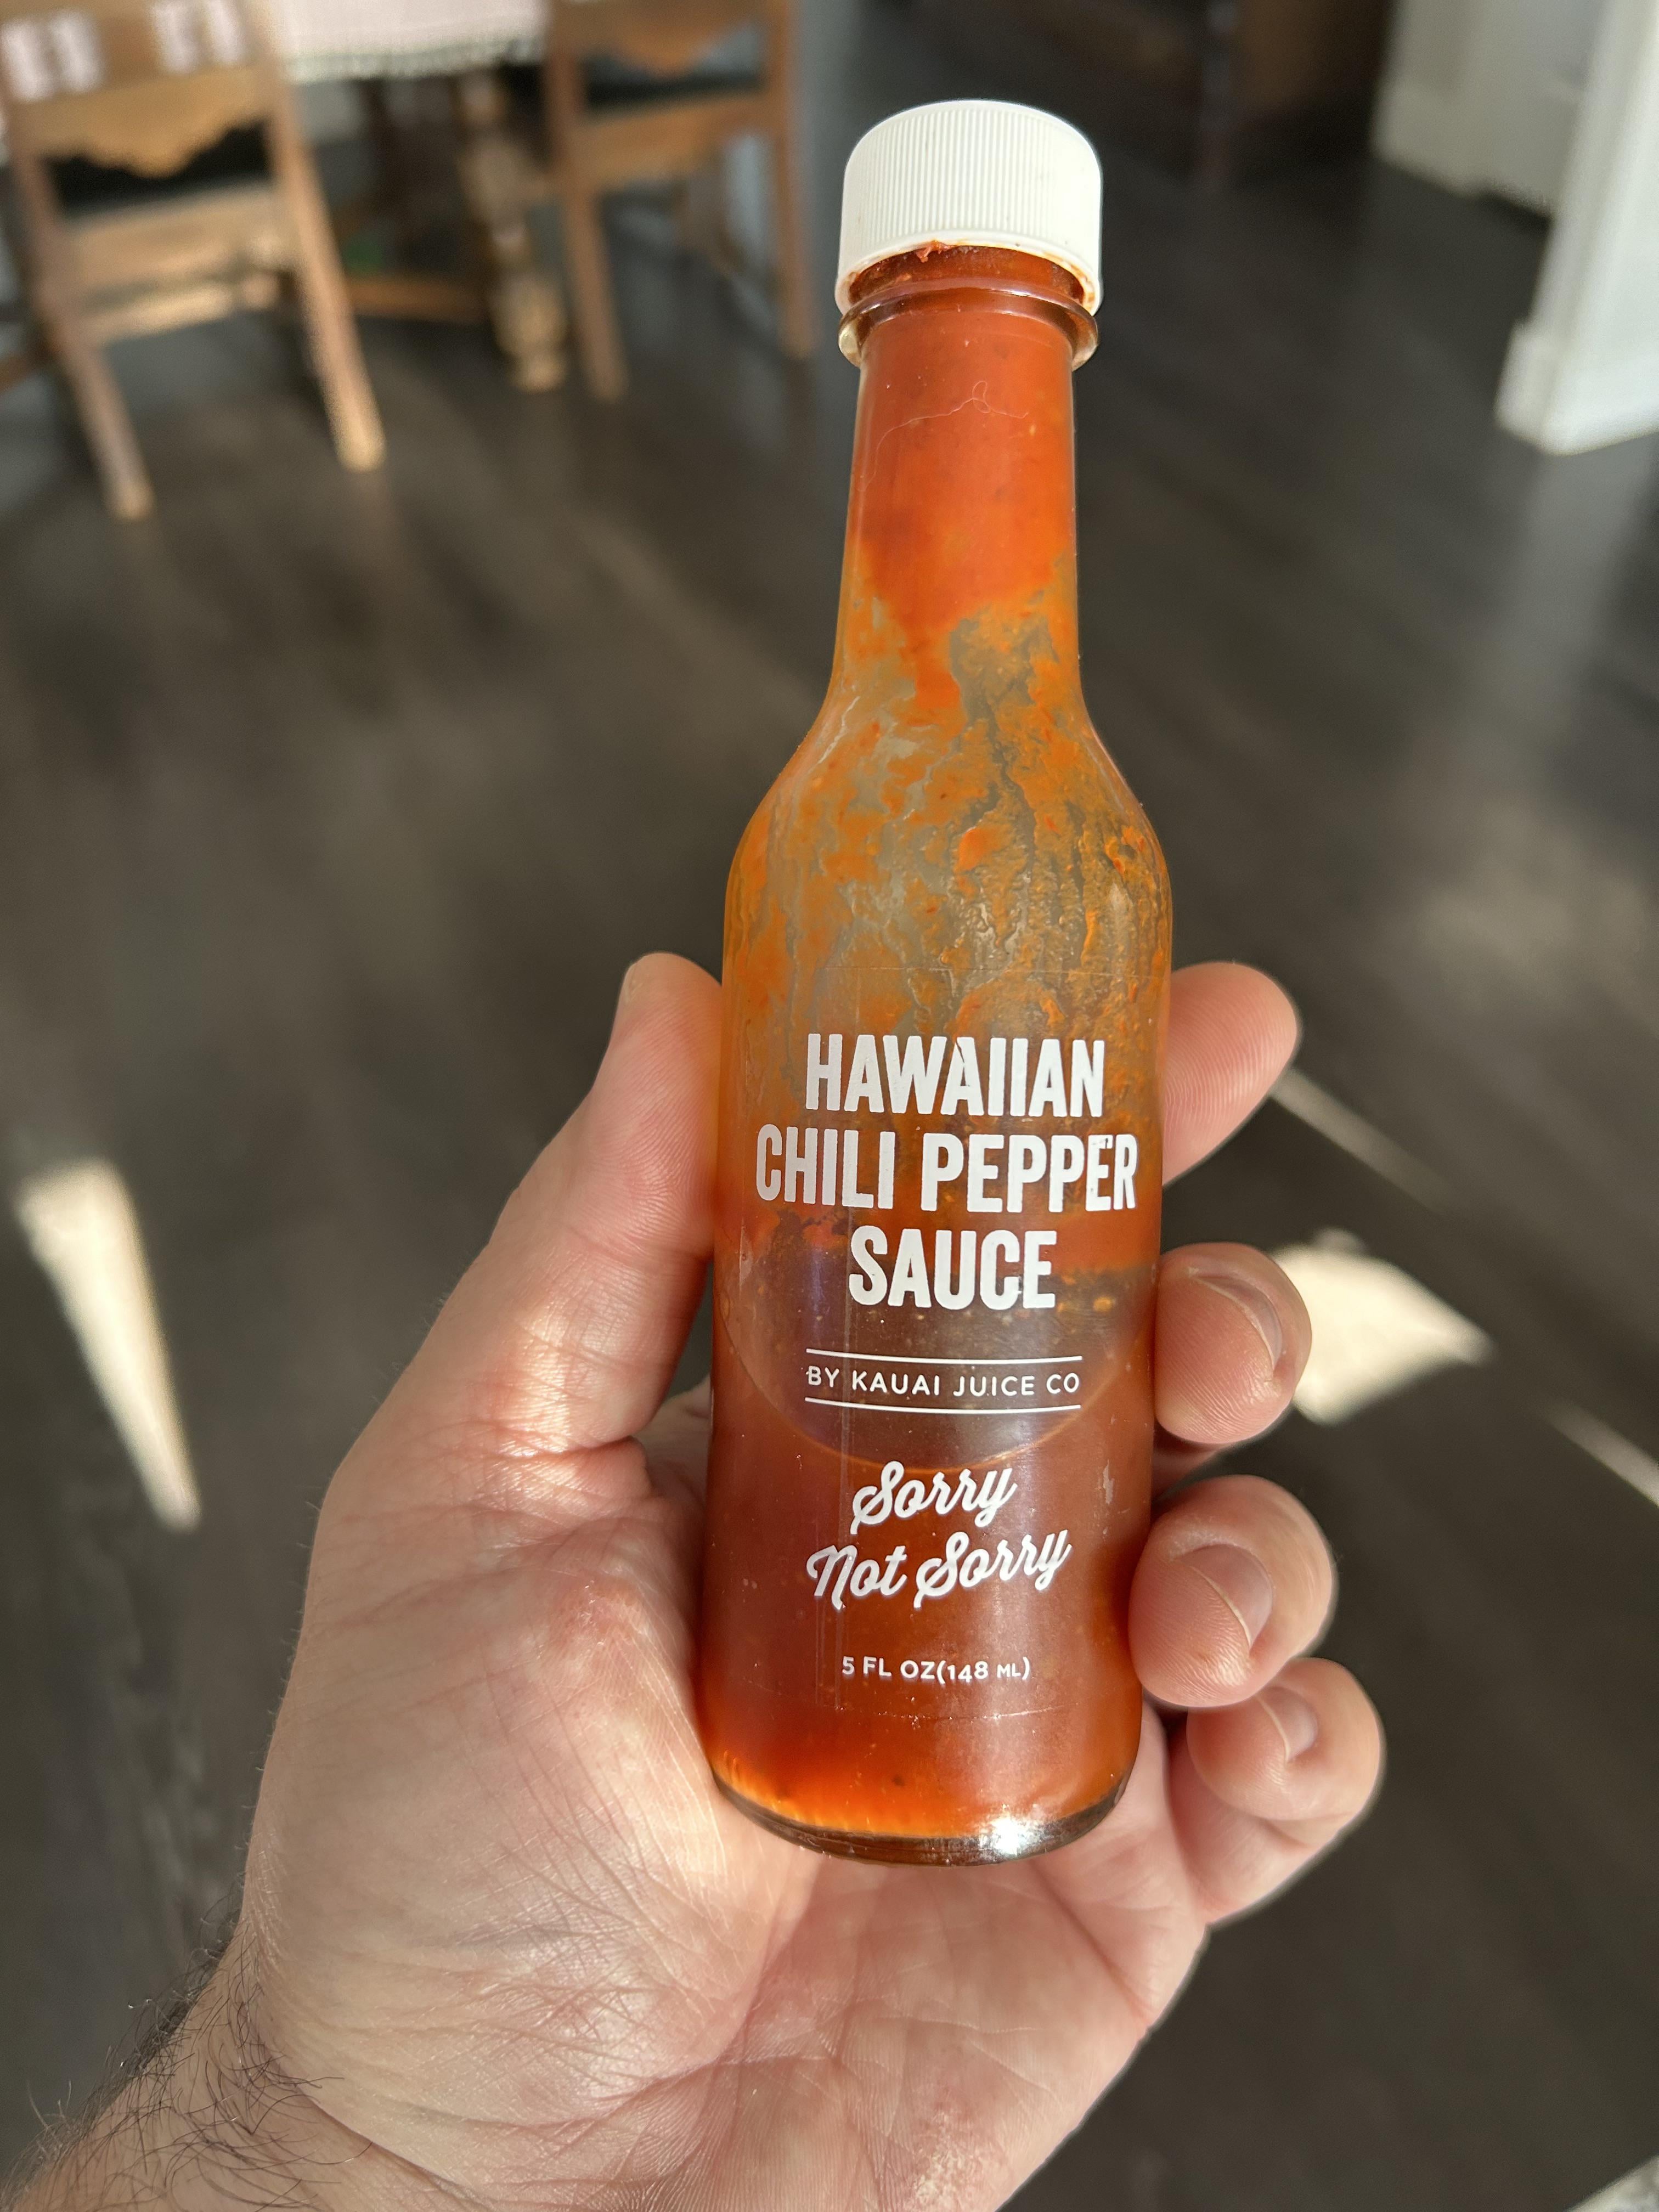 HAWAIIAN
CHILI PEPPER
SAUCE
BY KAUAI JUICE CO
Sorry
Not Sorry
5 FL OZ(148 ML)